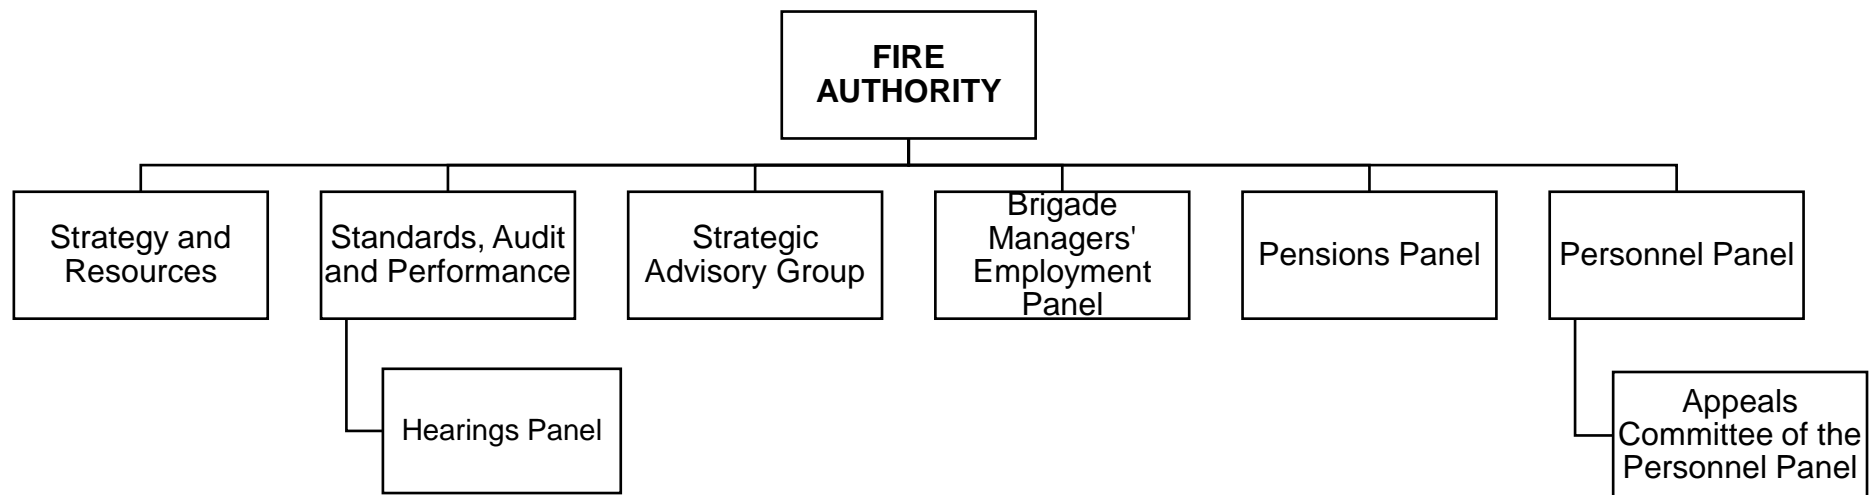 FIRE
AUTHORITY
Strategy and
Resources
Standards, Audit
and Performance
Strategic
Advisory Group
Brigade
Managers'
Employment
Panel
Pensions Panel
Personnel Panel
Hearings Panel
Appeals
Committee of the
Personnel Panel